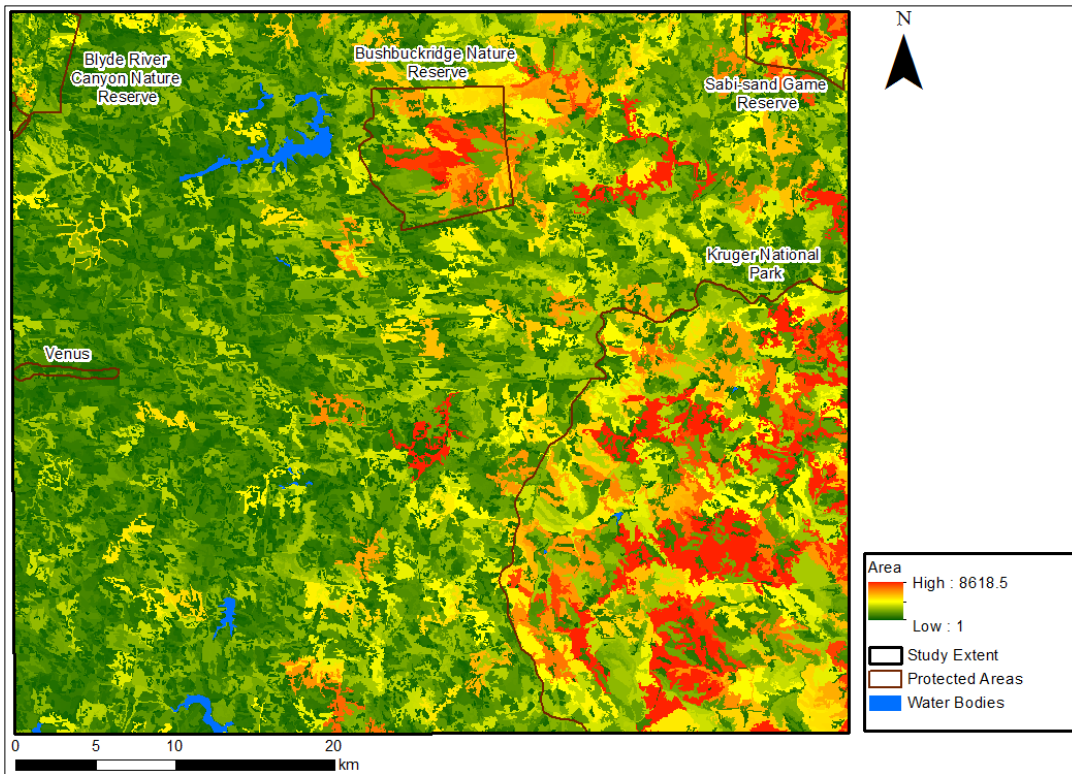 N
Blyde River
Canyon Nature
Reserve
Bushbuckridge Nature
Reserve
Sabi-sand Game
Reserve
Kruger National
Park
Venus
Area
High : 8618.5
Low : 1
Study Extent
Protected Areas
Water Bodies
0 5 10 20
km